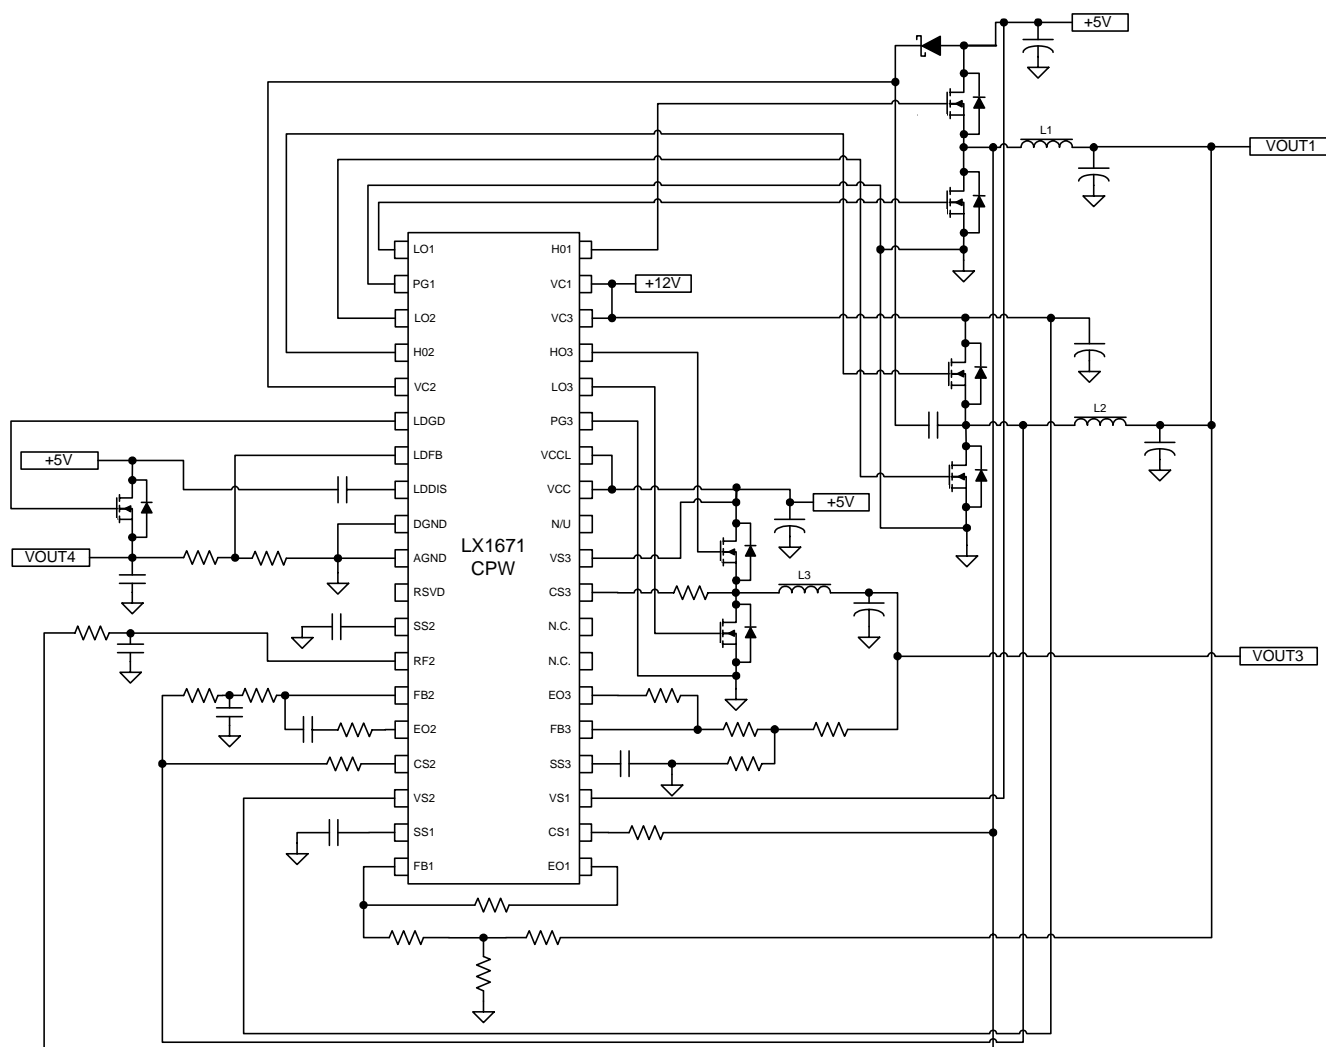 +5V
L1
VOUT1
LO1
H01
PG1
VC1
+12V
LO2
VC3
H02
HO3
VC2
LO3
L2
LDGD
PG3
+5V
LDFB
VCCL
LDDIS
VCC
+5V
DGND
N/U
LX1671
CPW
VOUT4
AGND
VS3
L3
RSVD
CS3
SS2
N.C.
RF2
N.C.
VOUT3
FB2
EO3
EO2
FB3
CS2
SS3
VS2
VS1
SS1
CS1
FB1
EO1